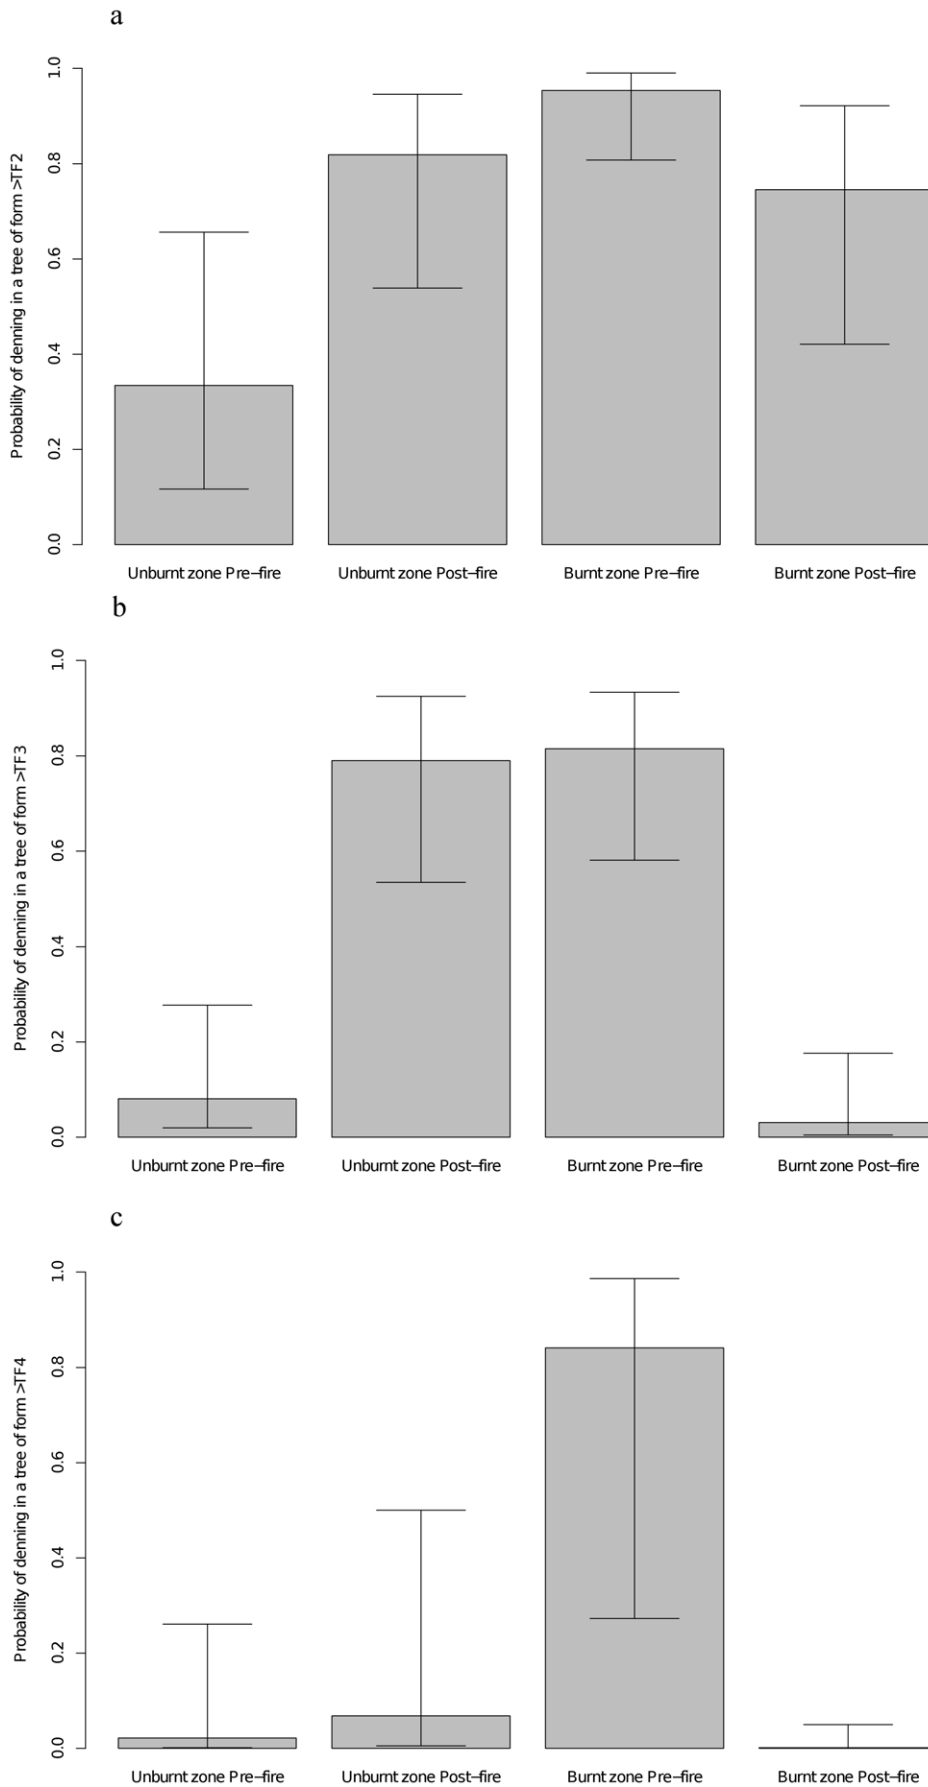 a
Probability of denning in a tree of form >TF2
1.0
0.8
0.6
0.4
0.2
0.0
Unburnt zone Pre–fire Unburnt zone Post–fire Burnt zone Pre–fire Burnt zone Post–fire
b
Probability of denning in a tree of form >TF3
1.0
0.8
0.6
0.4
0.2
0.0
Unburnt zone Pre–fire Unburnt zone Post–fire Burnt zone Pre–fire Burnt zone Post–fire
c
Probability of denning in a tree of form >TF4
1.0
0.8
0.6
0.4
0.2
0.0
Unburnt zone Pre–fire Unburnt zone Post–fire Burnt zone Pre–fire Burnt zone Post–fire